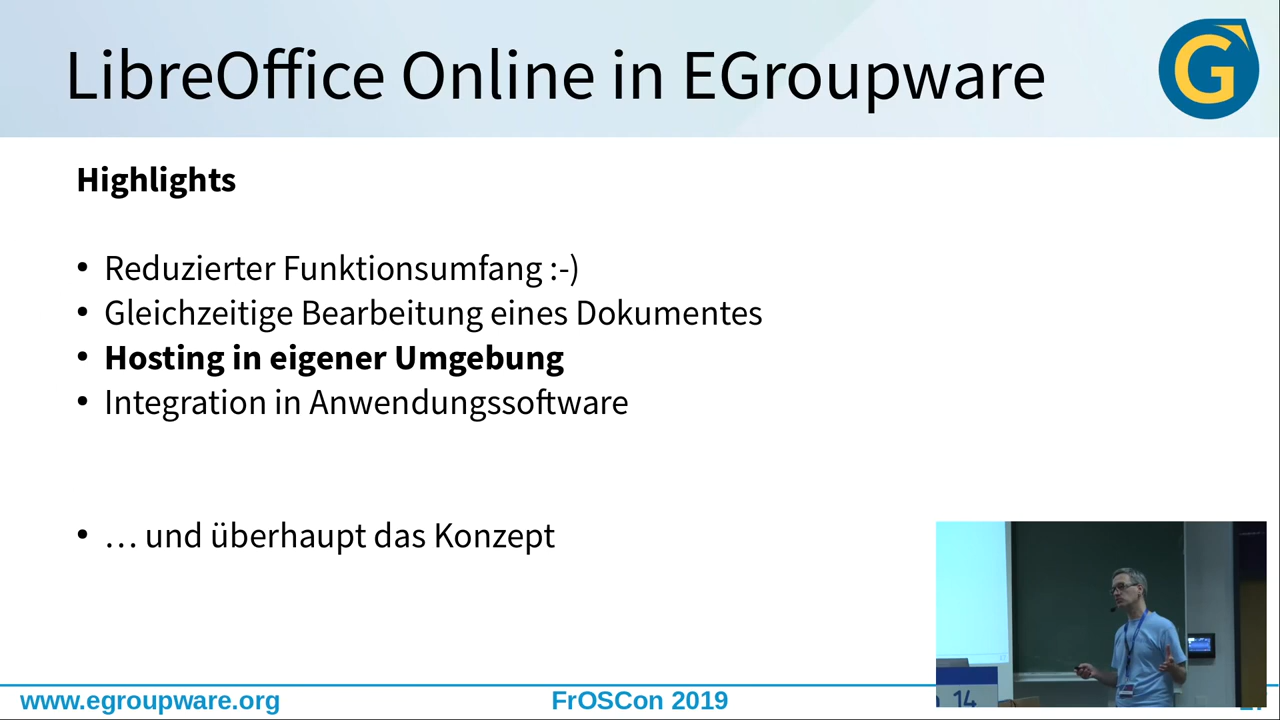 LibreOffice Online in EGroupware
G
Highlights
• Reduzierter Funktionsumfang :-)
• Gleichzeitige Bearbeitung eines Dokumentes
• Hosting in eigener Umgebung
• Integration in Anwendungssoftware
• … und überhaupt das Konzept
14
www.egroupware.org
FrOSCon 2019